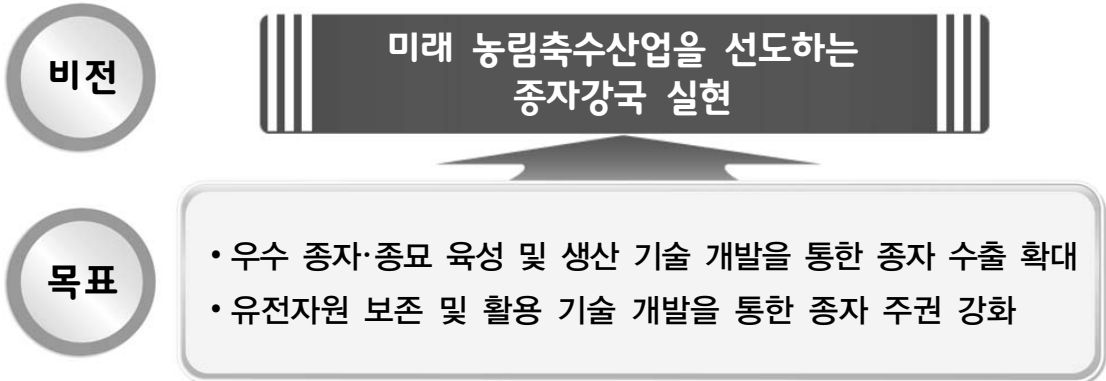 비전
미래 농림축수산업을 선도하는
종자강국 실현
목표
• 우수 종자·종묘 육성 및 생산 기술 개발을 통한 종자 수출 확대
• 유전자원 보존 및 활용 기술 개발을 통한 종자 주권 강화